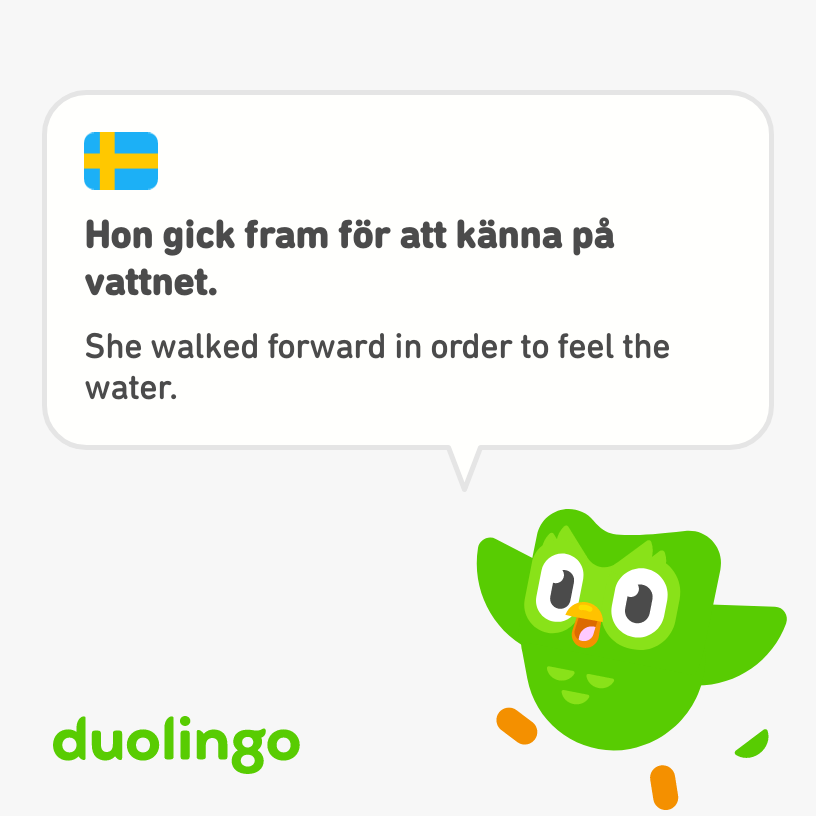 Hon gick fram för att känna på
vattnet.
She walked forward in order to feel the
water.
duolingo